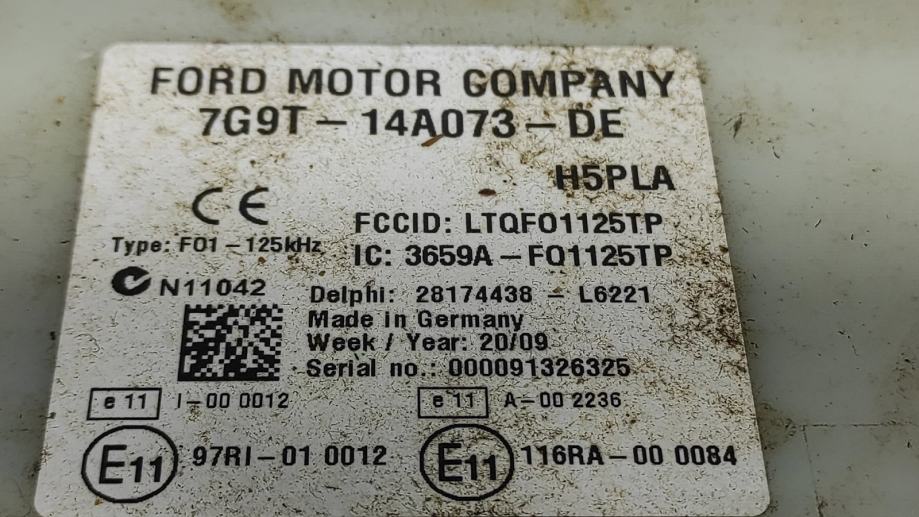 FORD MOTOR COMPANY
7G9T – 14A073 – DE
H5PLA
CE
FCCID: LTQFO1125TP
Type: FO1 – 125kHz
IC: 3659A – FO1125TP
N11042
Delphi: 28174438 – L6221
Made in Germany
Week / Year: 20/09
Serial no.: 000091326325
e 11 I–00 0012
e 11 A–00 2236
E11 97RI–01 0012
E11 116RA–00 0084